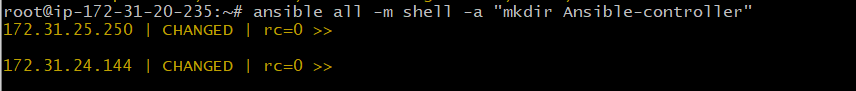 root@ip-172-31-20-235:~# ansible all -m shell -a "mkdir Ansible-controller"
172.31.25.250 | CHANGED | rc=0 >>
172.31.24.144 | CHANGED | rc=0 >>